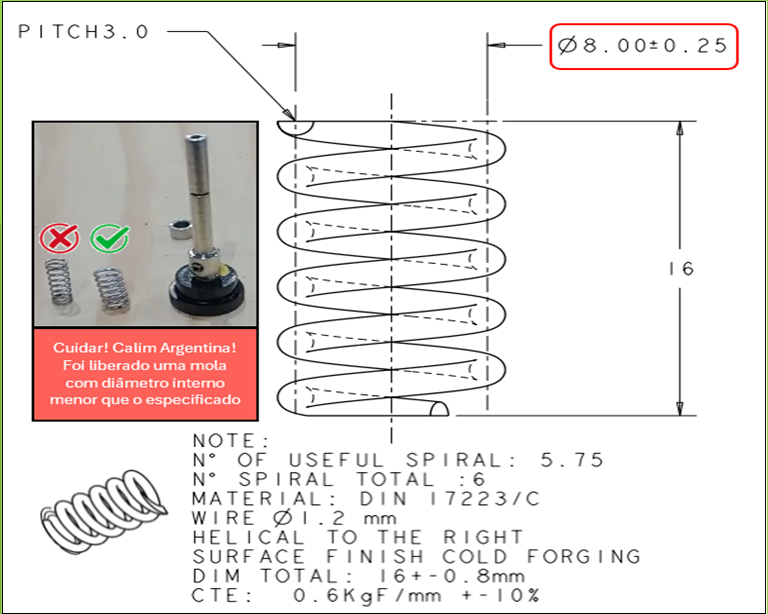 PITCH3.0
Ø8.00±0.25
16
Cuidar! Calim Argentina!
Foi liberado uma mola
com diâmetro interno
menor que o especificado
NOTE:
N° OF USEFUL SPIRAL: 5.75
N° SPIRAL TOTAL :6
MATERIAL: DIN 17223/C
WIRE Ø1.2 mm
HELICAL TO THE RIGHT
SURFACE FINISH COLD FORGING
DIM TOTAL: 16+-0.8mm
CTE: 0.6KgF/mm +-10%